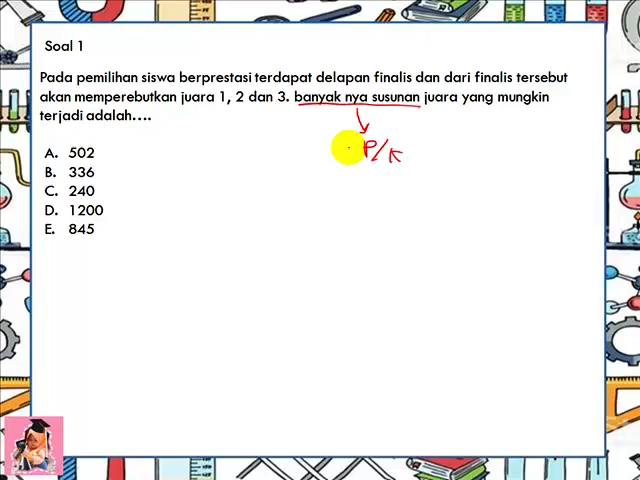 Soal 1
Pada pemilihan siswa berprestasi terdapat delapan finalis dan dari finalis tersebut
akan memperebutkan juara 1, 2 dan 3. banyak nya susunan juara yang mungkin
terjadi adalah....
P/K
A. 502
B. 336
C. 240
D. 1200
E. 845